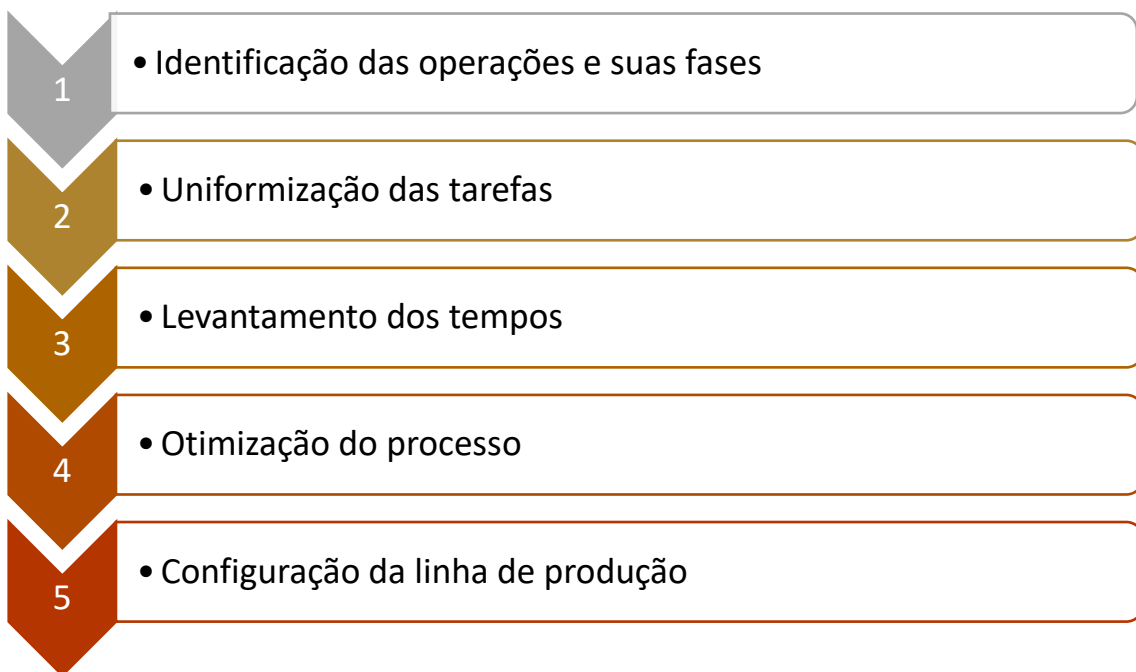 1
• Identificação das operações e suas fases
2
• Uniformização das tarefas
3
• Levantamento dos tempos
4
• Otimização do processo
5
• Configuração da linha de produção